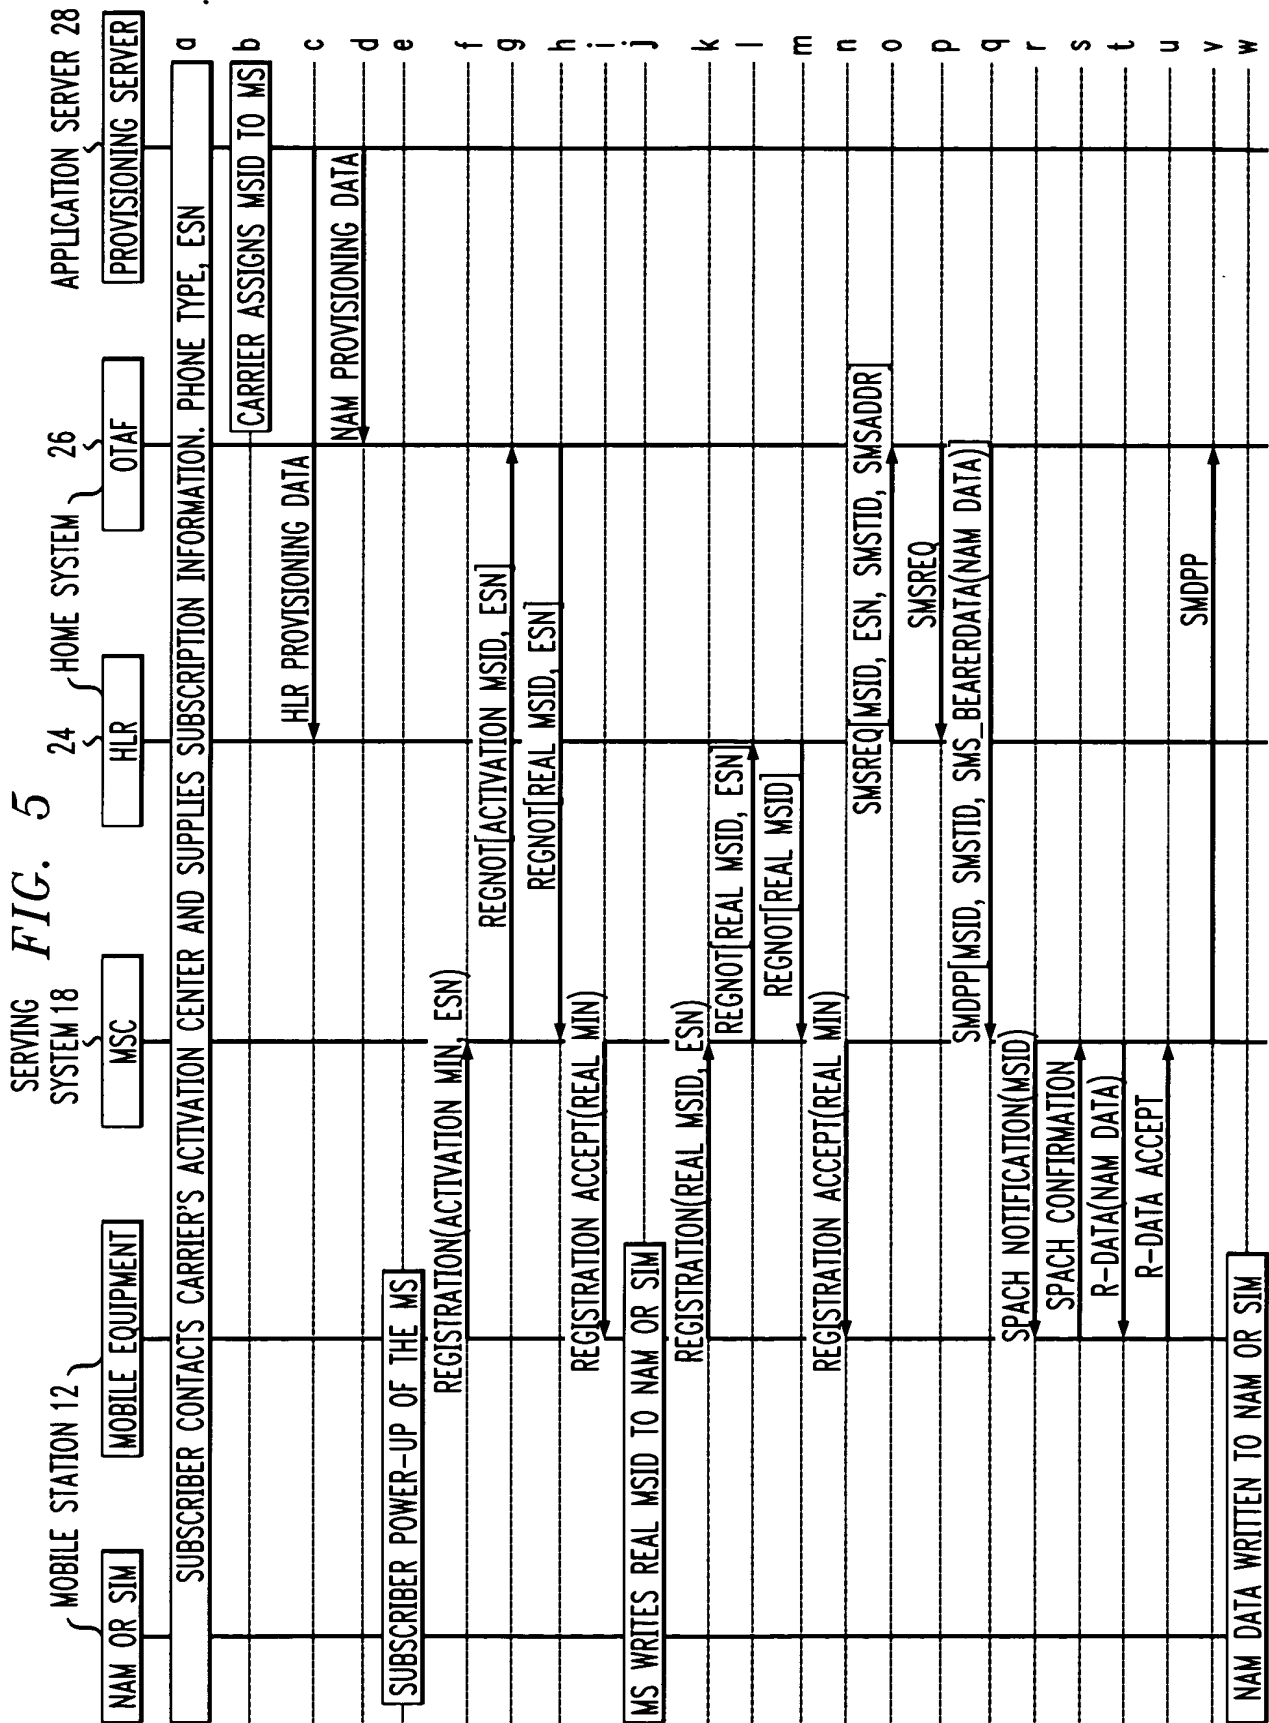 FIG. 5
MOBILE STATION 12
SERVING
SYSTEM 18
24
HOME SYSTEM
26
APPLICATION SERVER 28
NAM OR SIM
MOBILE EQUIPMENT
MSC
HLR
OTAF
PROVISIONING SERVER
SUBSCRIBER CONTACTS CARRIER'S ACTIVATION CENTER AND SUPPLIES SUBSCRIPTION INFORMATION. PHONE TYPE, ESN
a
CARRIER ASSIGNS MSID TO MS
b
HLR PROVISIONING DATA
c
NAM PROVISIONING DATA
d
SUBSCRIBER POWER-UP OF THE MS
e
REGISTRATION(ACTIVATION MIN, ESN)
f
REGNOT[ACTIVATION MSID, ESN]
g
REGNOT[REAL MSID, ESN]
h
REGISTRATION ACCEPT(REAL MIN)
i
MS WRITES REAL MSID TO NAM OR SIM
j
REGISTRATION(REAL MSID, ESN)
k
REGNOT[REAL MSID, ESN]
l
REGNOT[REAL MSID]
m
REGISTRATION ACCEPT(REAL MIN)
n
SMSREQ[MSID, ESN, SMSTID, SMSADDR]
o
SMSREQ
p
SMDPP[MSID, SMSTID, SMS_BEARERDATA(NAM DATA)]
q
SPACH NOTIFICATION(MSID)
r
SPACH CONFIRMATION
s
R-DATA(NAM DATA)
t
R-DATA ACCEPT
u
SMDPP
v
NAM DATA WRITTEN TO NAM OR SIM
w